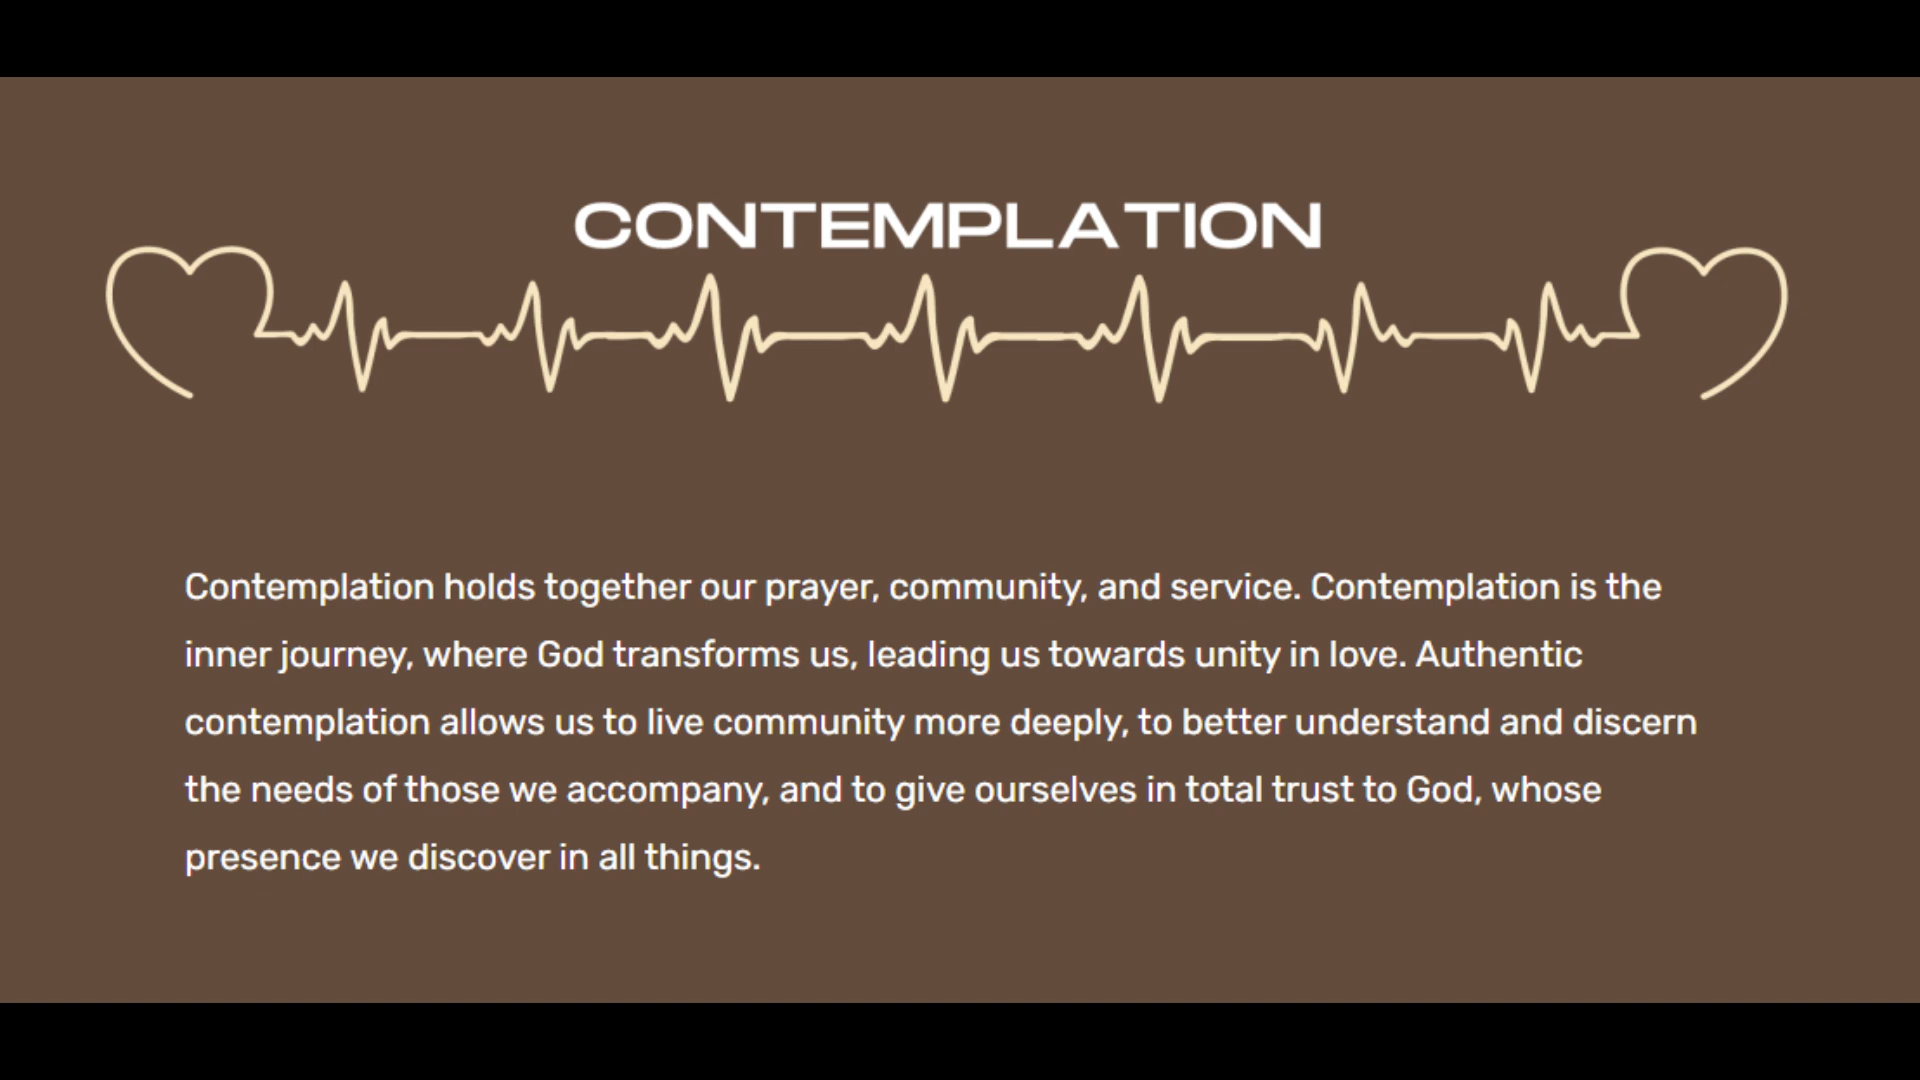 CONTEMPLATION
Contemplation holds together our prayer, community, and service. Contemplation is the
inner journey, where God transforms us, leading us towards unity in love. Authentic
contemplation allows us to live community more deeply, to better understand and discern
the needs of those we accompany, and to give ourselves in total trust to God, whose
presence we discover in all things.